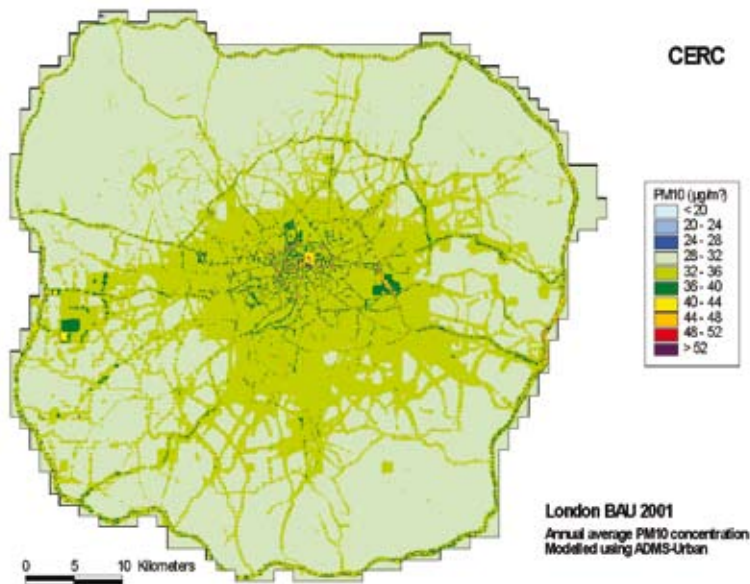 CERC
PM10 (µg/m³)
< 20
20 - 24
24 - 28
28 - 32
32 - 36
36 - 40
40 - 44
44 - 48
48 - 52
> 52
London BAU 2001
Annual average PM10 concentration
Modelled using ADMS-Urban
0 5 10 Kilometers